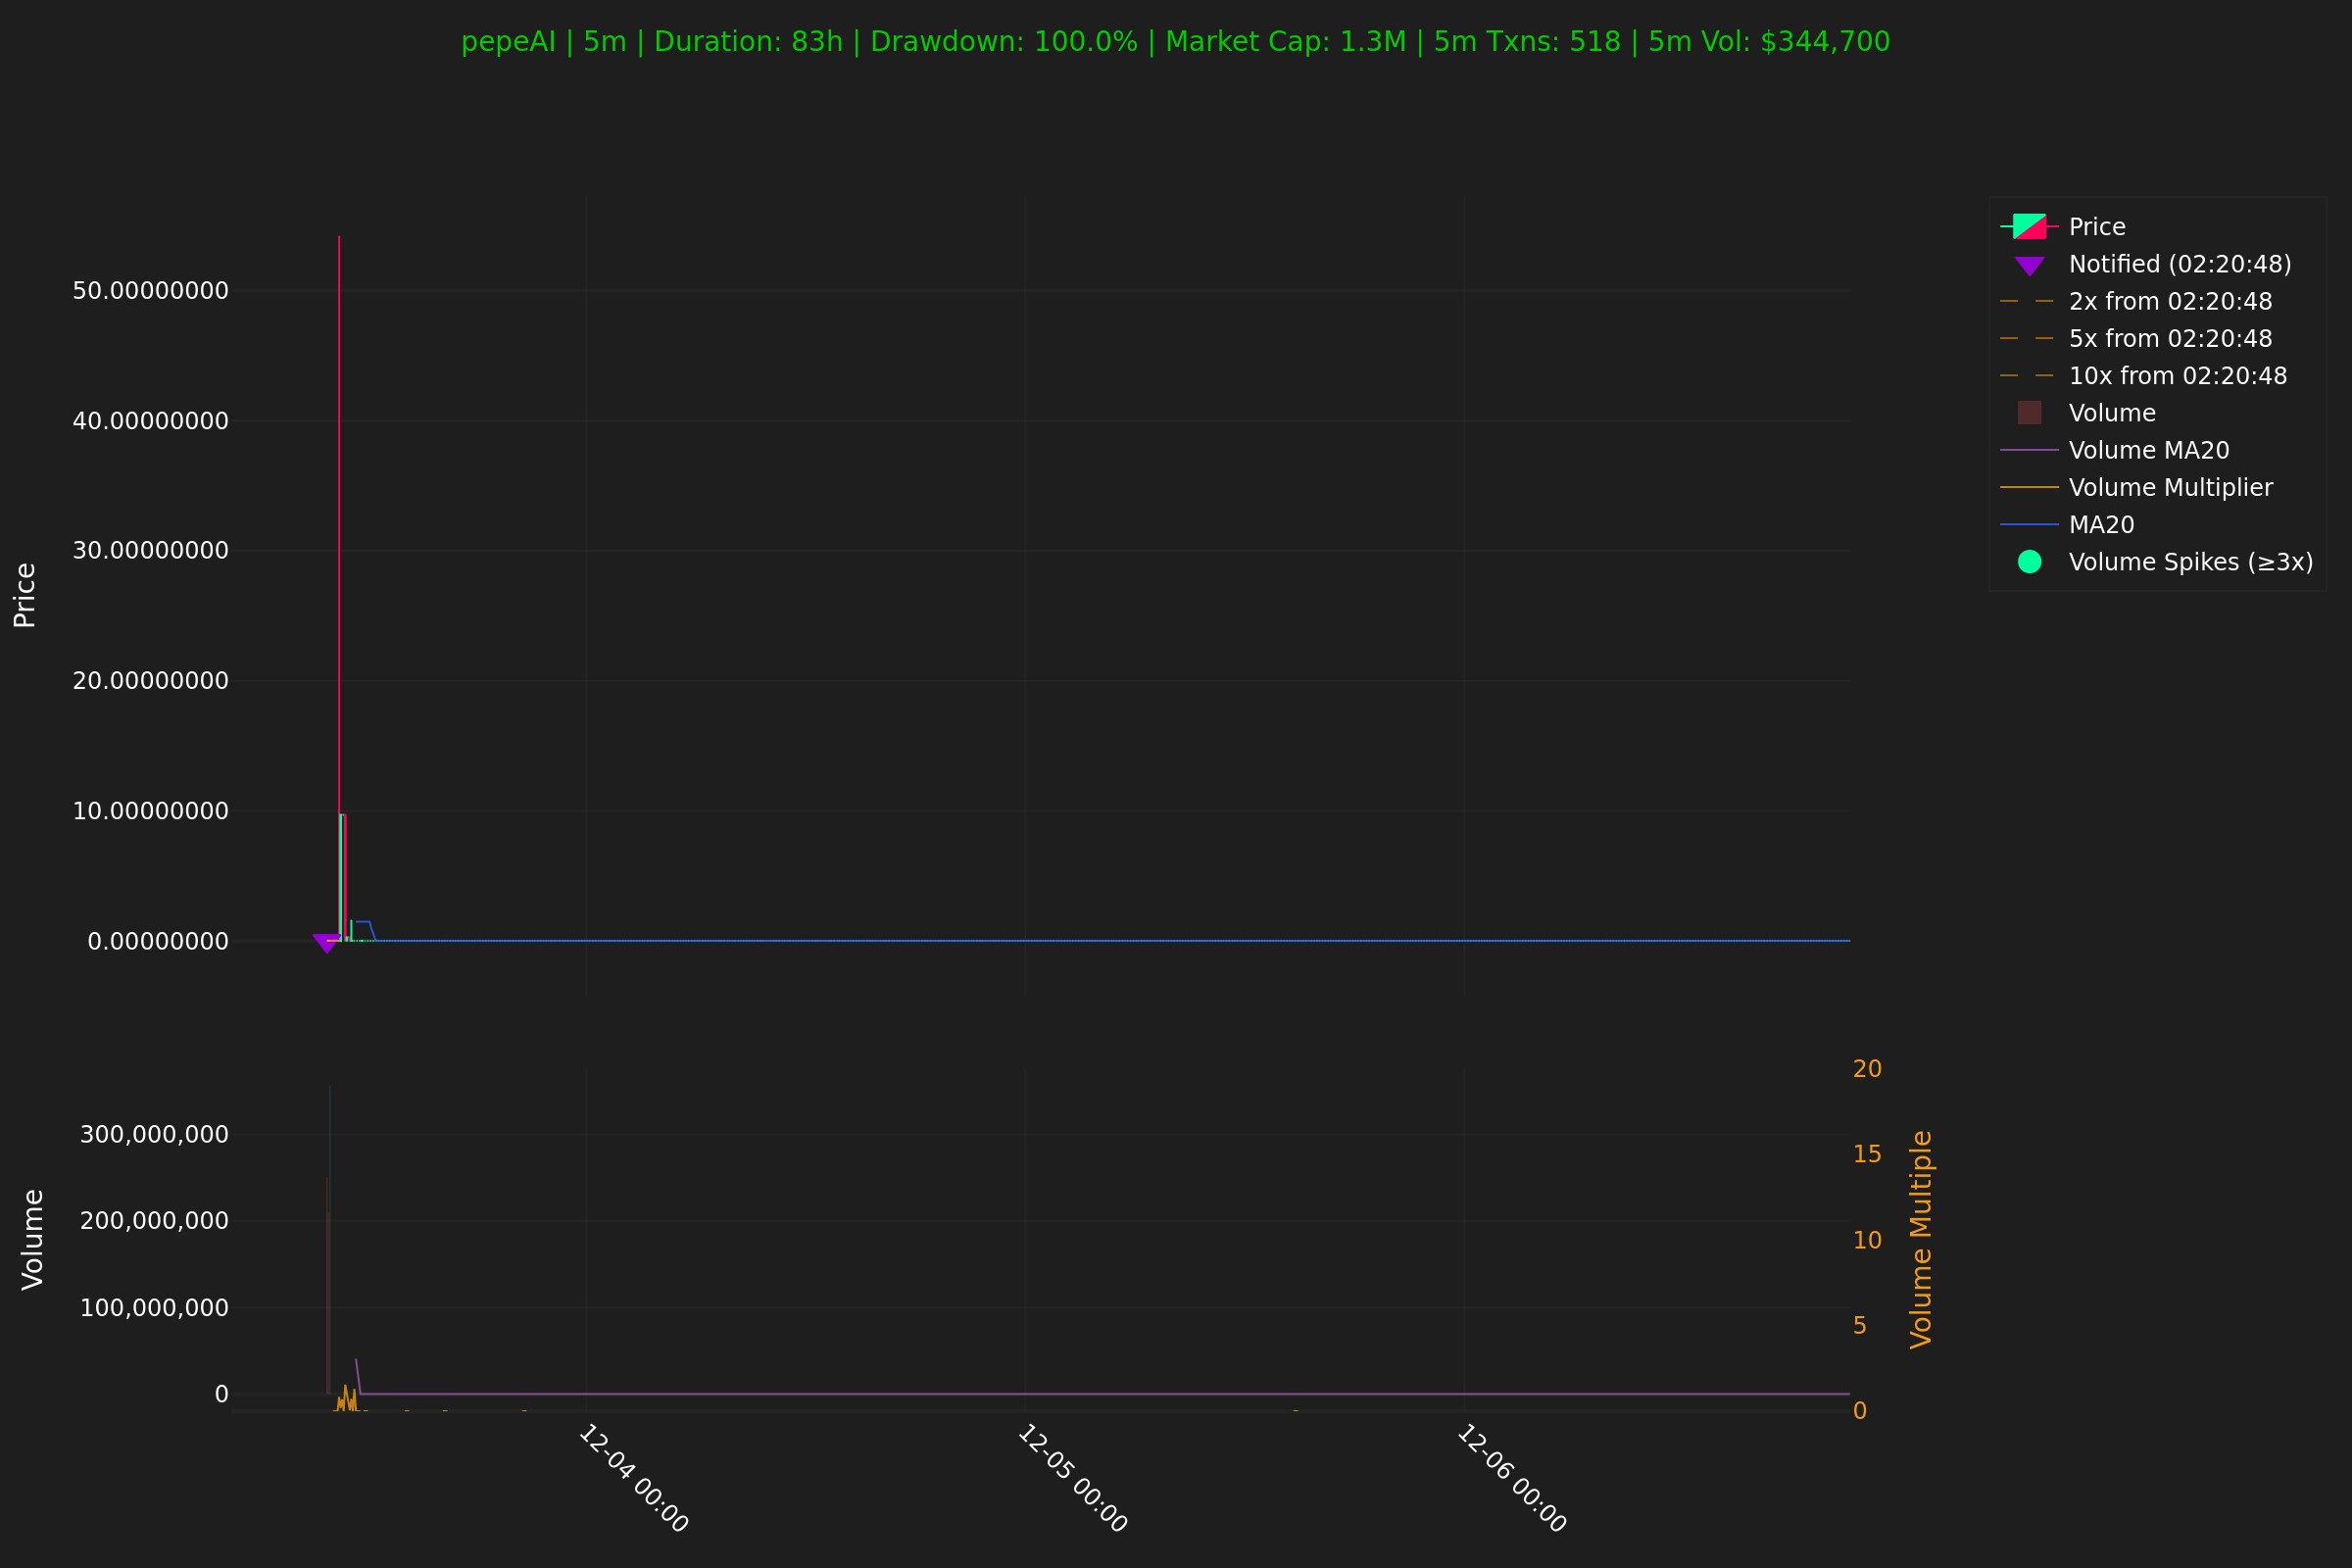 pepeAI | 5m | Duration: 83h | Drawdown: 100.0% | Market Cap: 1.3M | 5m Txns: 518 | 5m Vol: $344,700
Price
50.00000000
40.00000000
30.00000000
20.00000000
10.00000000
0.00000000
Price
Notified (02:20:48)
2x from 02:20:48
5x from 02:20:48
10x from 02:20:48
Volume
Volume MA20
Volume Multiplier
MA20
Volume Spikes (≥3x)
Volume
300,000,000
200,000,000
100,000,000
0
20
15
10
5
0
Volume Multiple
12-04 00:00
12-05 00:00
12-06 00:00